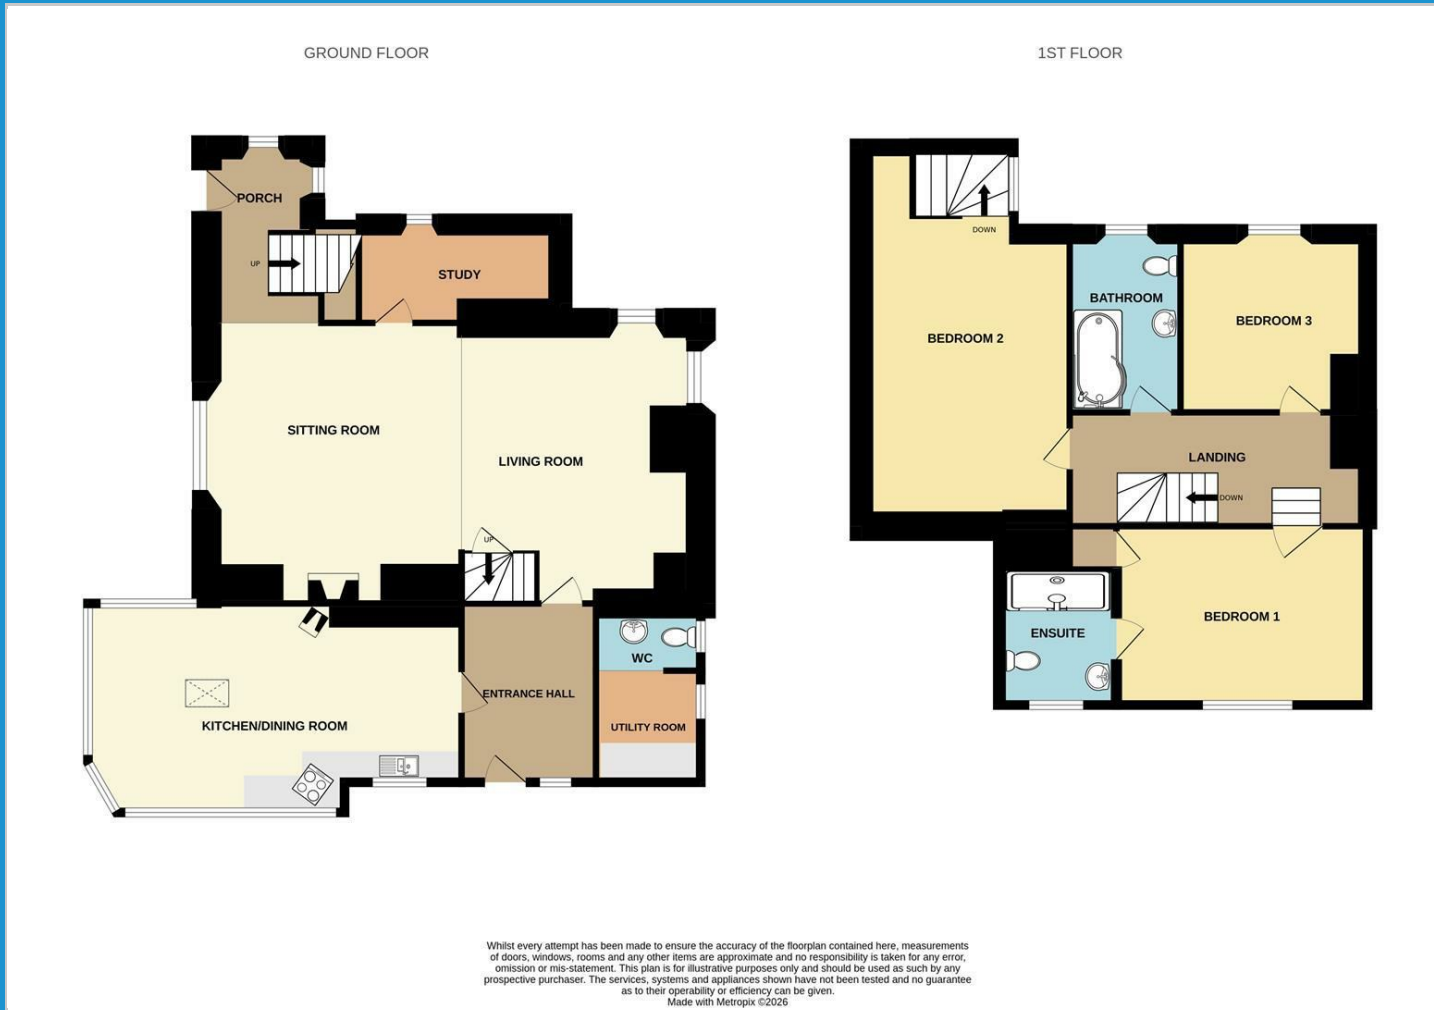 GROUND FLOOR
PORCH
UP
STUDY
SITTING ROOM
LIVING ROOM
UP
WC
ENTRANCE HALL
KITCHEN/DINING ROOM
UTILITY ROOM
1ST FLOOR
DOWN
BATHROOM
BEDROOM 3
BEDROOM 2
LANDING
DOWN
BEDROOM 1
ENSUITE
Whilst every attempt has been made to ensure the accuracy of the floorplan contained here, measurements
of doors, windows, rooms and any other items are approximate and no responsibility is taken for any error,
omission or mis-statement. This plan is for illustrative purposes only and should be used as such by any
prospective purchaser. The services, systems and appliances shown have not been tested and no guarantee
as to their operability or efficiency can be given.
Made with Metropix ©2026